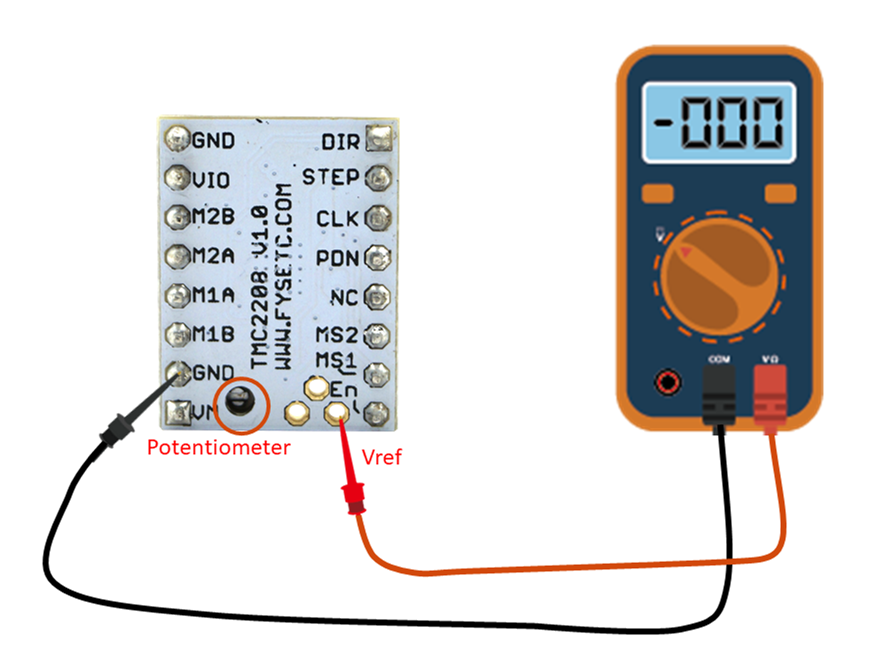 GND
DIR
VIO
STEP
M2B
CLK
M2A
PDN
M1A
NC
M1B
MS2
GND
MS1
En
TMC2208 V1.0
WWW.FYSETC.COM
Potentiometer
Vref
-000
COM
VΩ